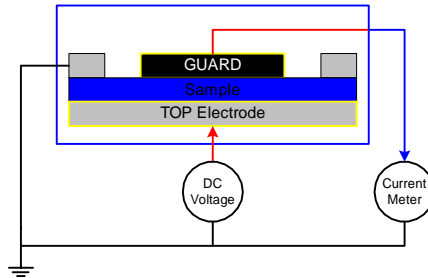 GUARD
Sample
TOP Electrode
DC
Voltage
Current
Meter